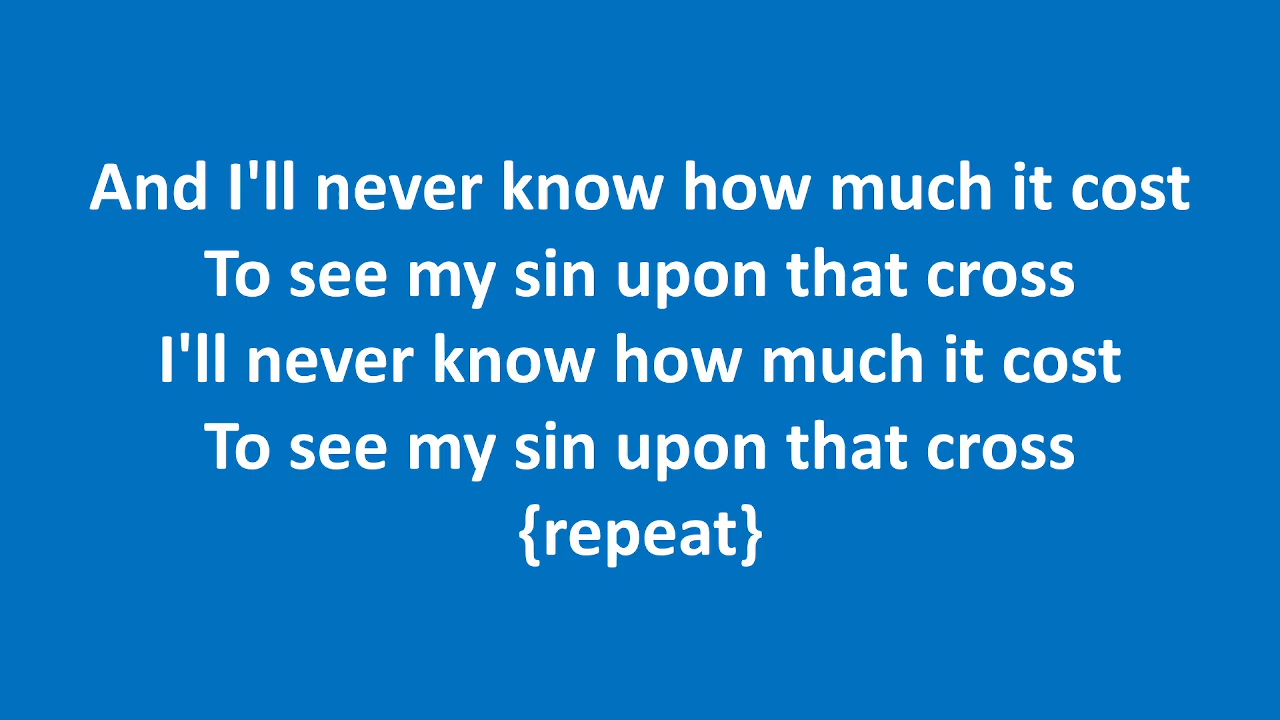 And I'll never know how much it cost
To see my sin upon that cross
I'll never know how much it cost
To see my sin upon that cross
{repeat}